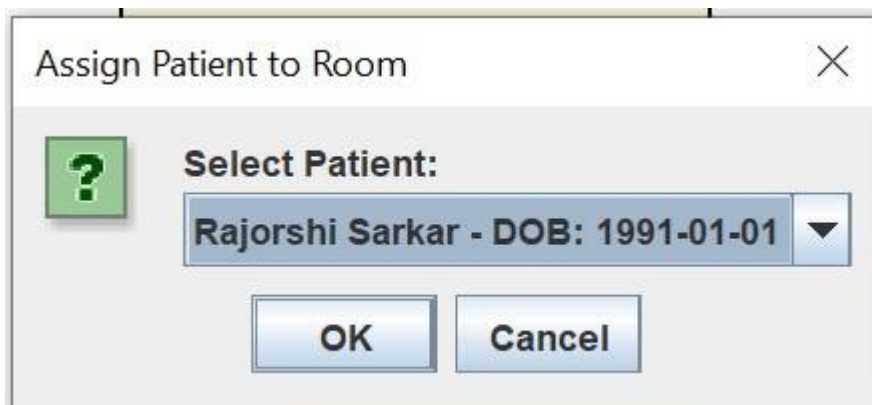 Assign Patient to Room
?
Select Patient:
Rajorshi Sarkar - DOB: 1991-01-01
OK Cancel